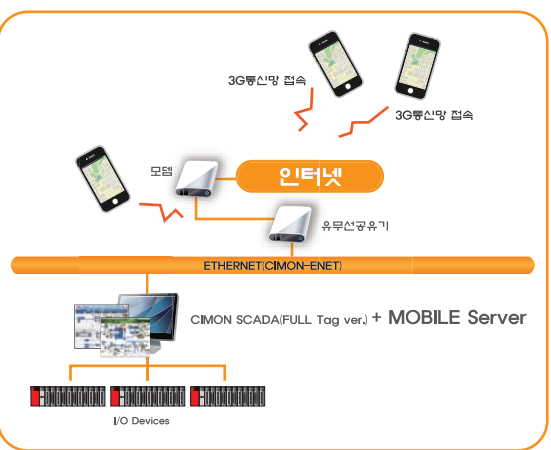 3G통신망 접속
3G통신망 접속
모뎀
인터넷
유무선공유기
ETHERNET(CIMON-ENET)
CIMON SCADA(FULL Tag ver.) + MOBILE Server
I/O Devices